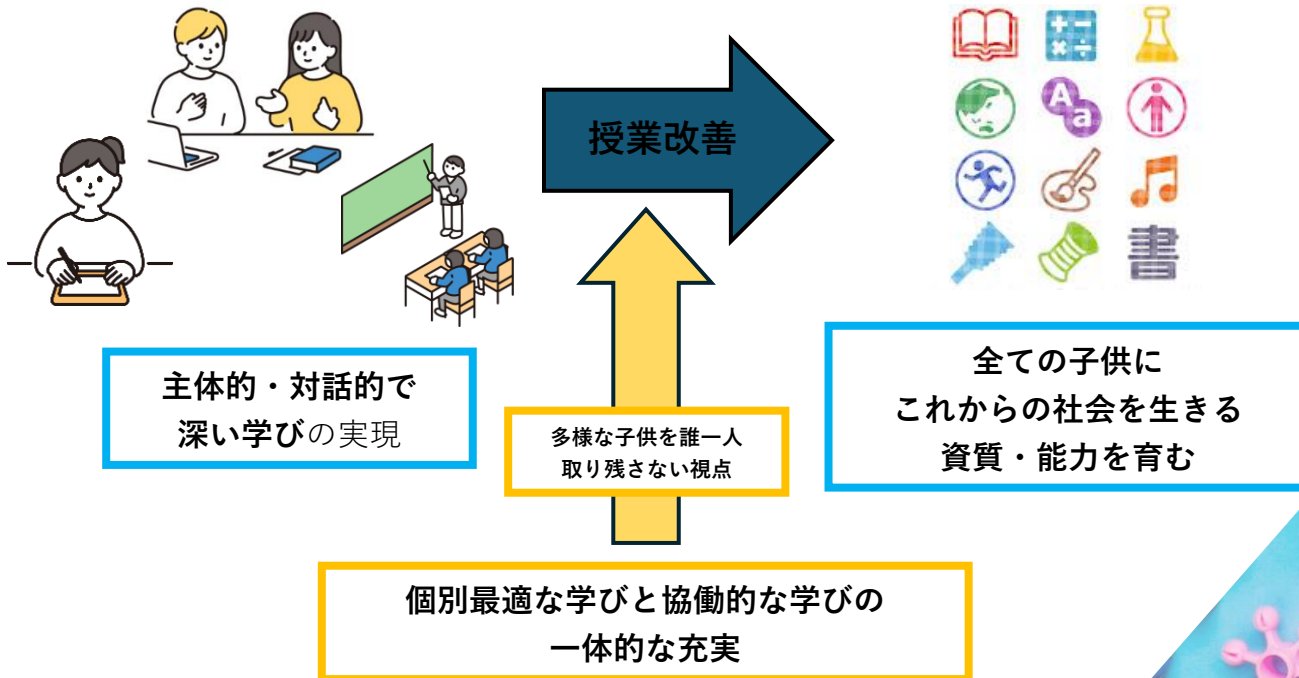 授業改善
Aa
書
主体的・対話的で
深い学びの実現
多様な子供を誰一人
取り残さない視点
全ての子供に
これからの社会を生きる
資質・能力を育む
個別最適な学びと協働的な学びの
一体的な充実